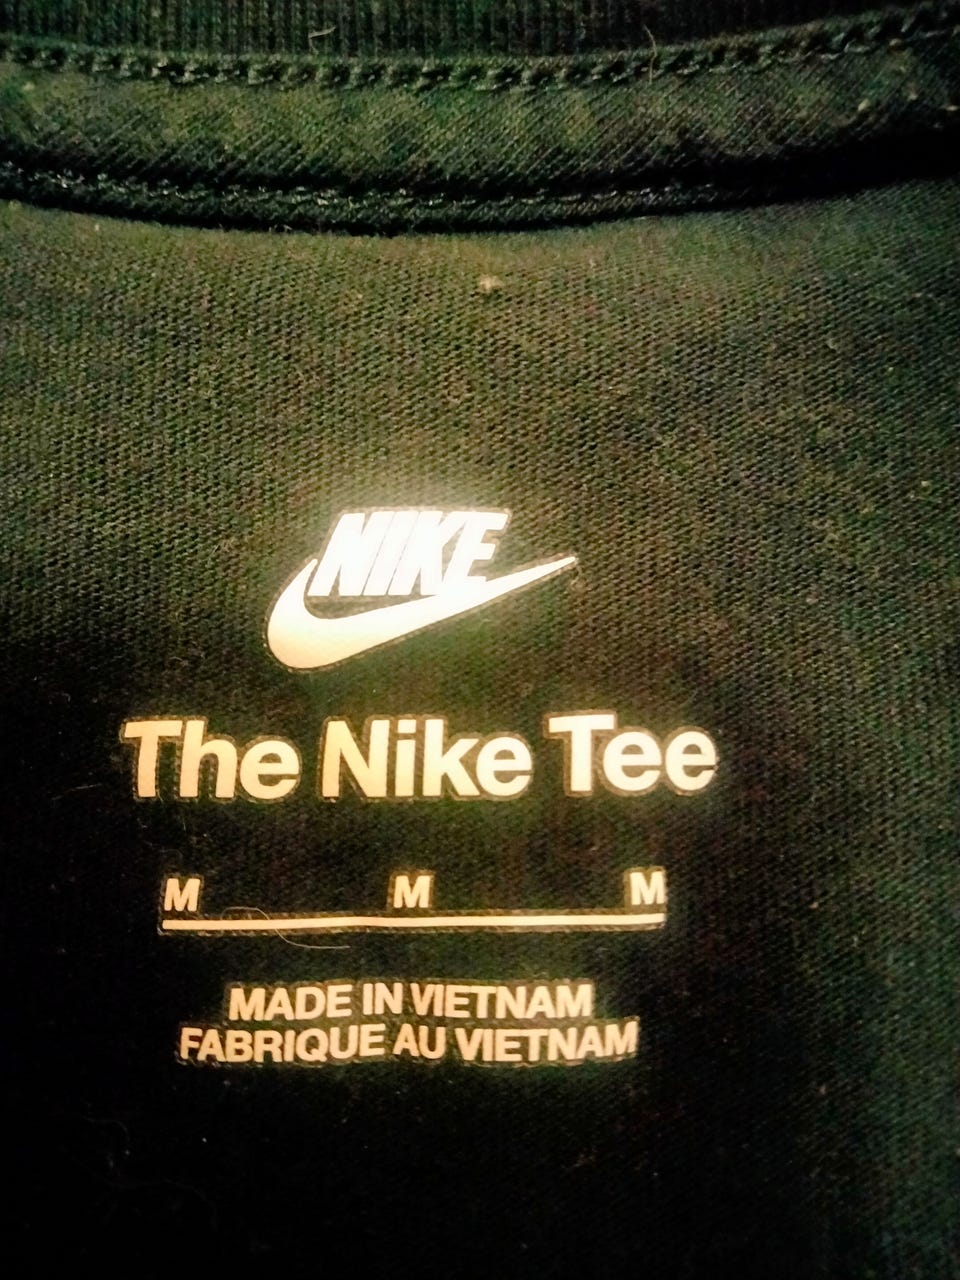 NIKE
The Nike Tee
M M M
MADE IN VIETNAM
FABRIQUE AU VIETNAM